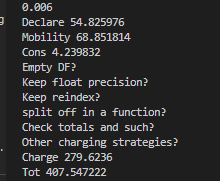 0.006
Declare 54.825976
Mobility 68.851814
Cons 4.239832
Empty DF?
Keep float precision?
Keep reindex?
split off in a function?
Check totals and such?
Other charging strategies?
Charge 279.6236
Tot 407.547222